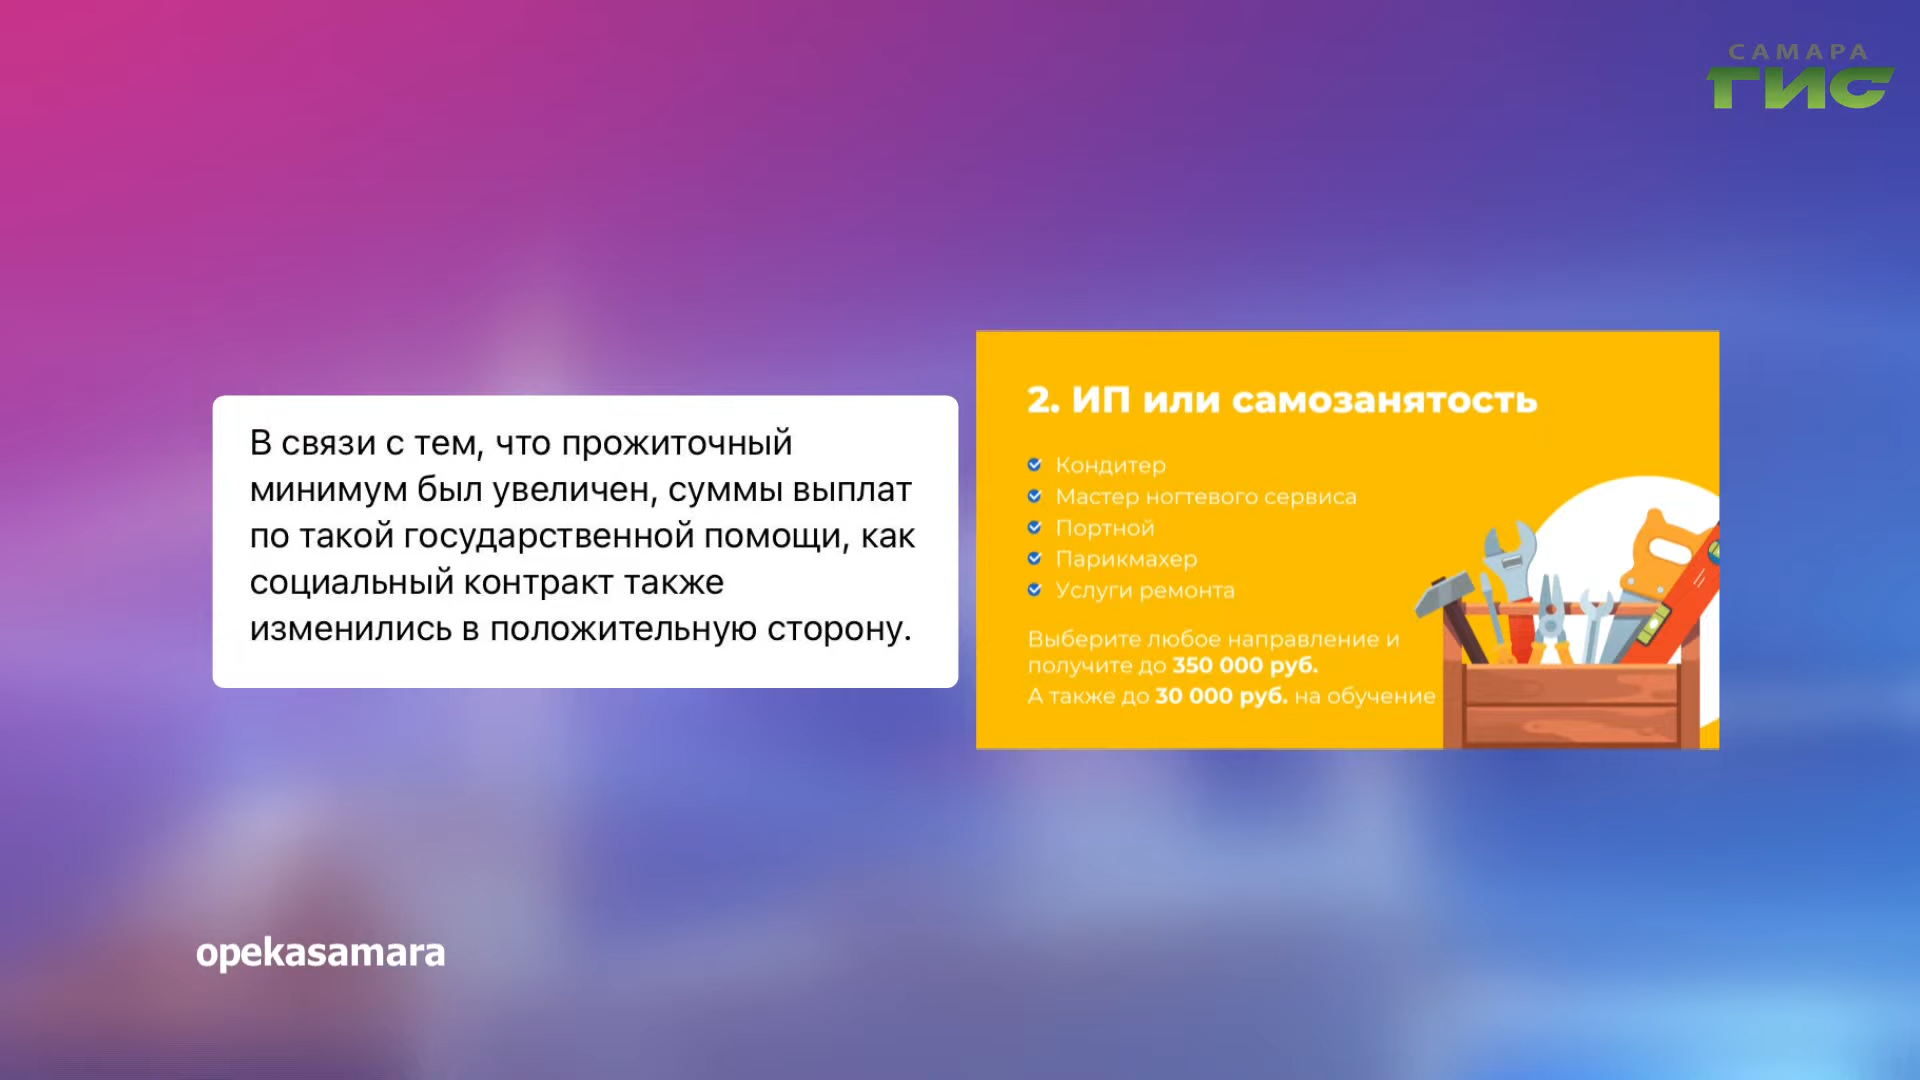 САМАРА
ГИС
В связи с тем, что прожиточный
минимум был увеличен, суммы выплат
по такой государственной помощи, как
социальный контракт также
изменились в положительную сторону.
2. ИП или самозанятость
Кондитер
Мастер ногтевого сервиса
Портной
Парикмахер
Услуги ремонта
Выберите любое направление и
получите до 350 000 руб.
А также до 30 000 руб. на обучение
opekasamara